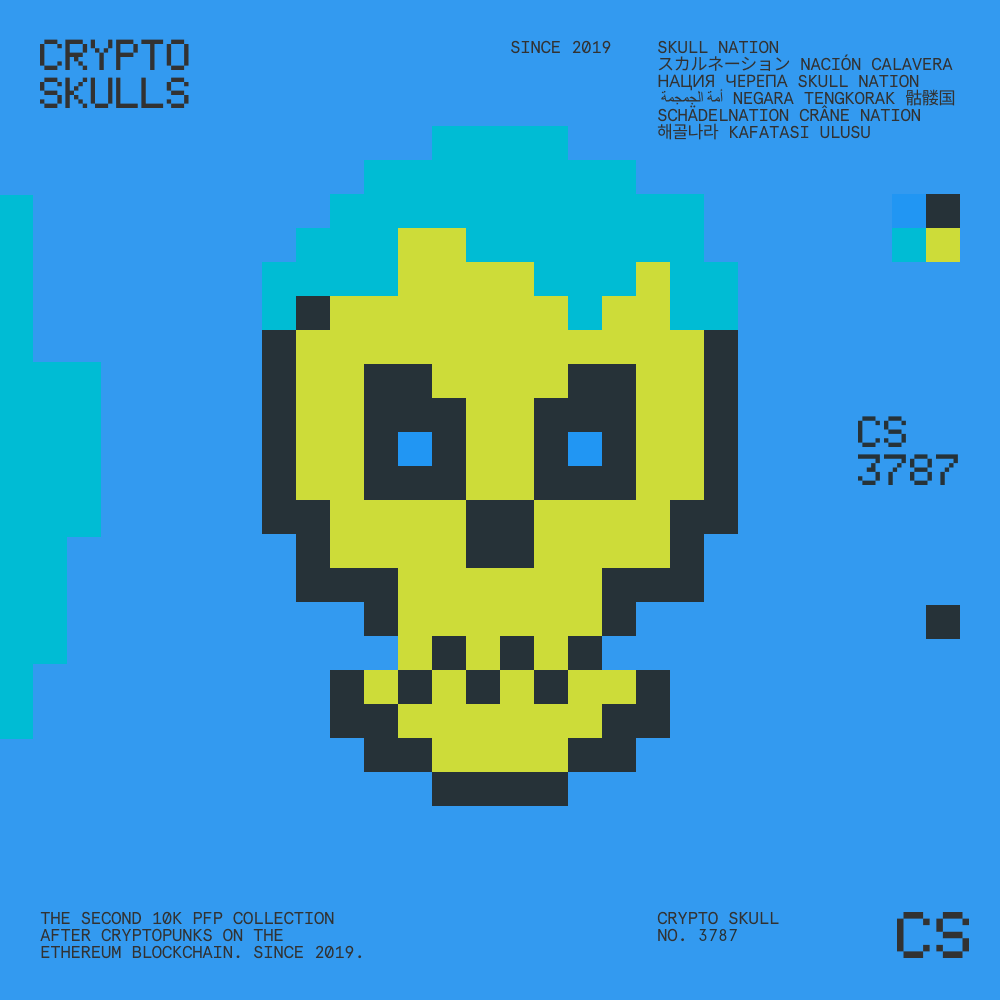 CRYPTO
SKULLS
SINCE 2019
SKULL NATION
スカルネーション NACIÓN CALAVERA
НАЦИЯ ЧЕРЕПА SKULL NATION
أمة الجمجمة NEGARA TENGKORAK 骷髅国
SCHÄDELNATION CRÂNE NATION
해골나라 KAFATASI ULUSU
CS
3787
THE SECOND 10K PFP COLLECTION
AFTER CRYPTOPUNKS ON THE
ETHEREUM BLOCKCHAIN. SINCE 2019.
CRYPTO SKULL
NO. 3787
CS